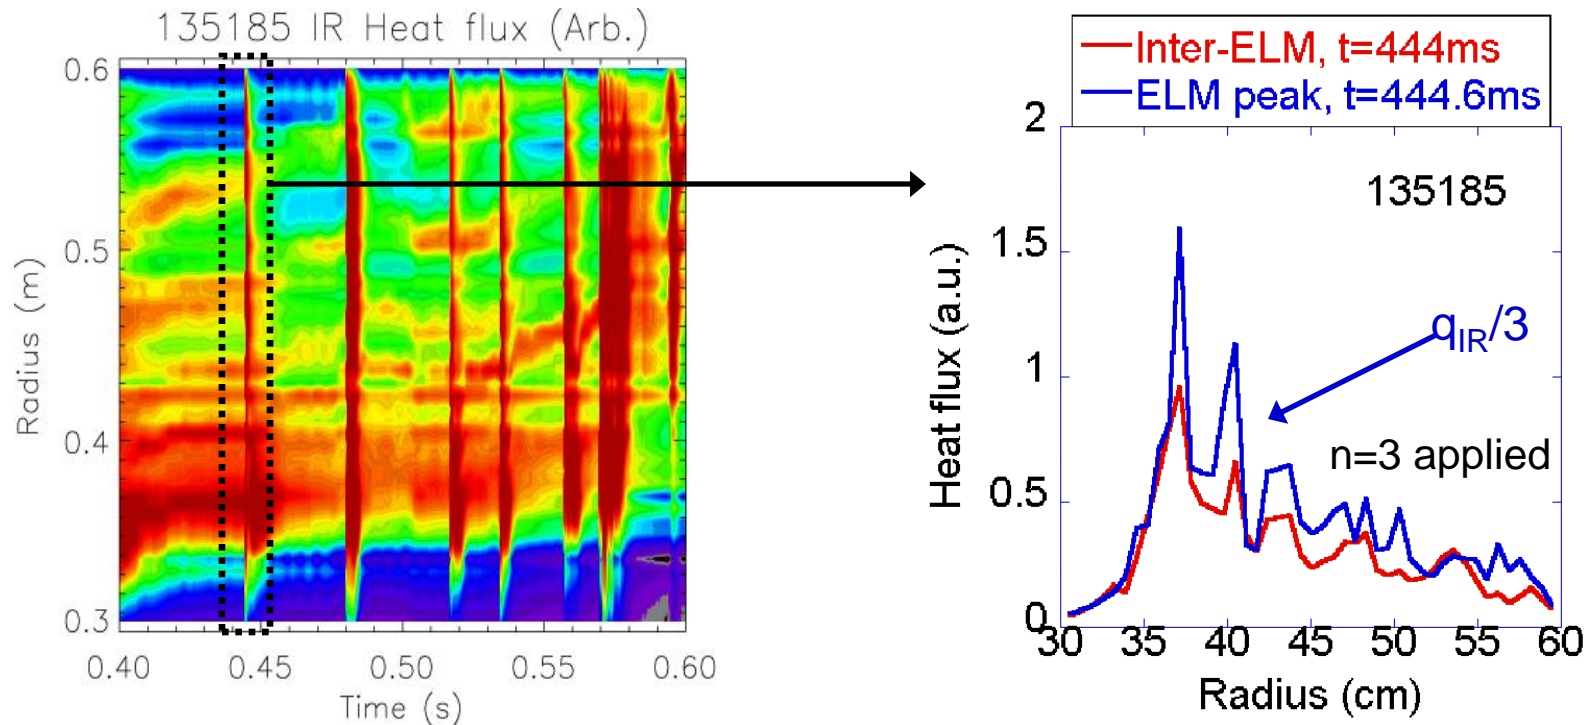 135185 IR Heat flux (Arb.)
0.6
0.5
0.4
0.3
Radius (m)
0.40 0.45 0.50 0.55 0.60
Time (s)
Inter-ELM, t=444ms
ELM peak, t=444.6ms
2
1.5
1
0.5
0
Heat flux (a.u.)
135185
qIR/3
n=3 applied
30 35 40 45 50 55 60
Radius (cm)